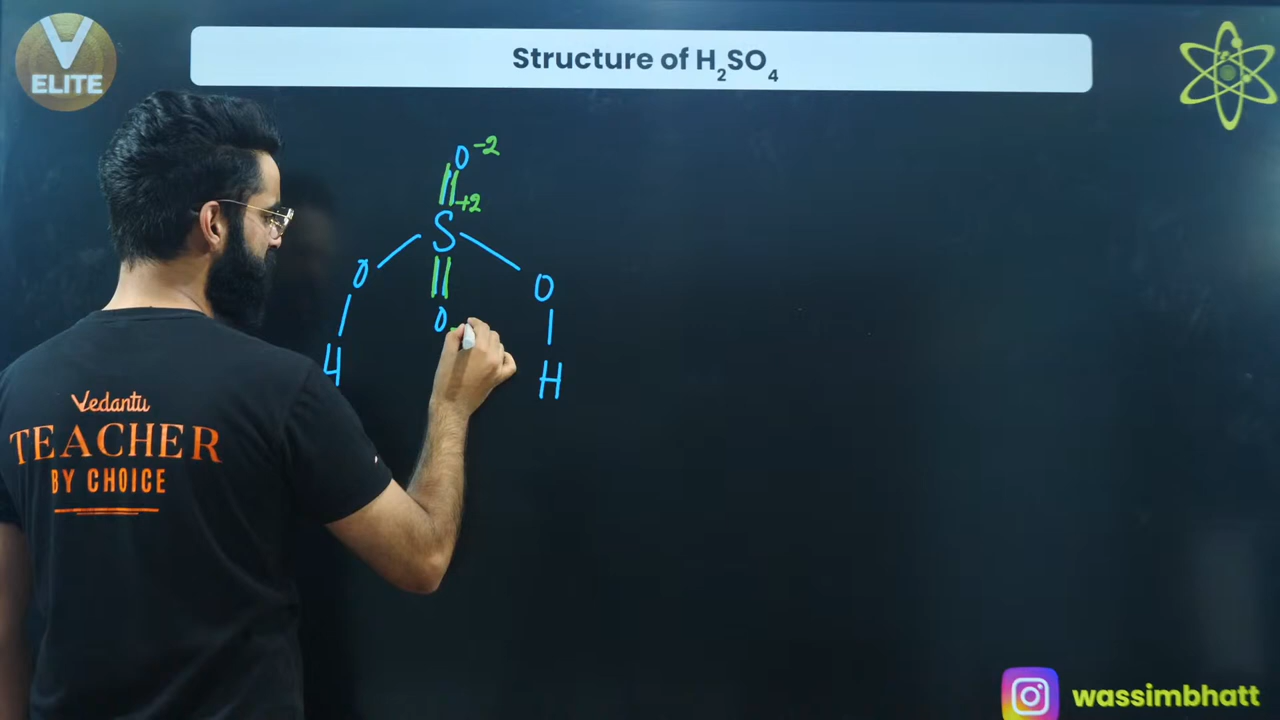 V
ELITE
Structure of H₂SO₄
O -2
+2
S
O
O
O
H
H
Vedantu
TEACHER
BY CHOICE
wassimbhatt